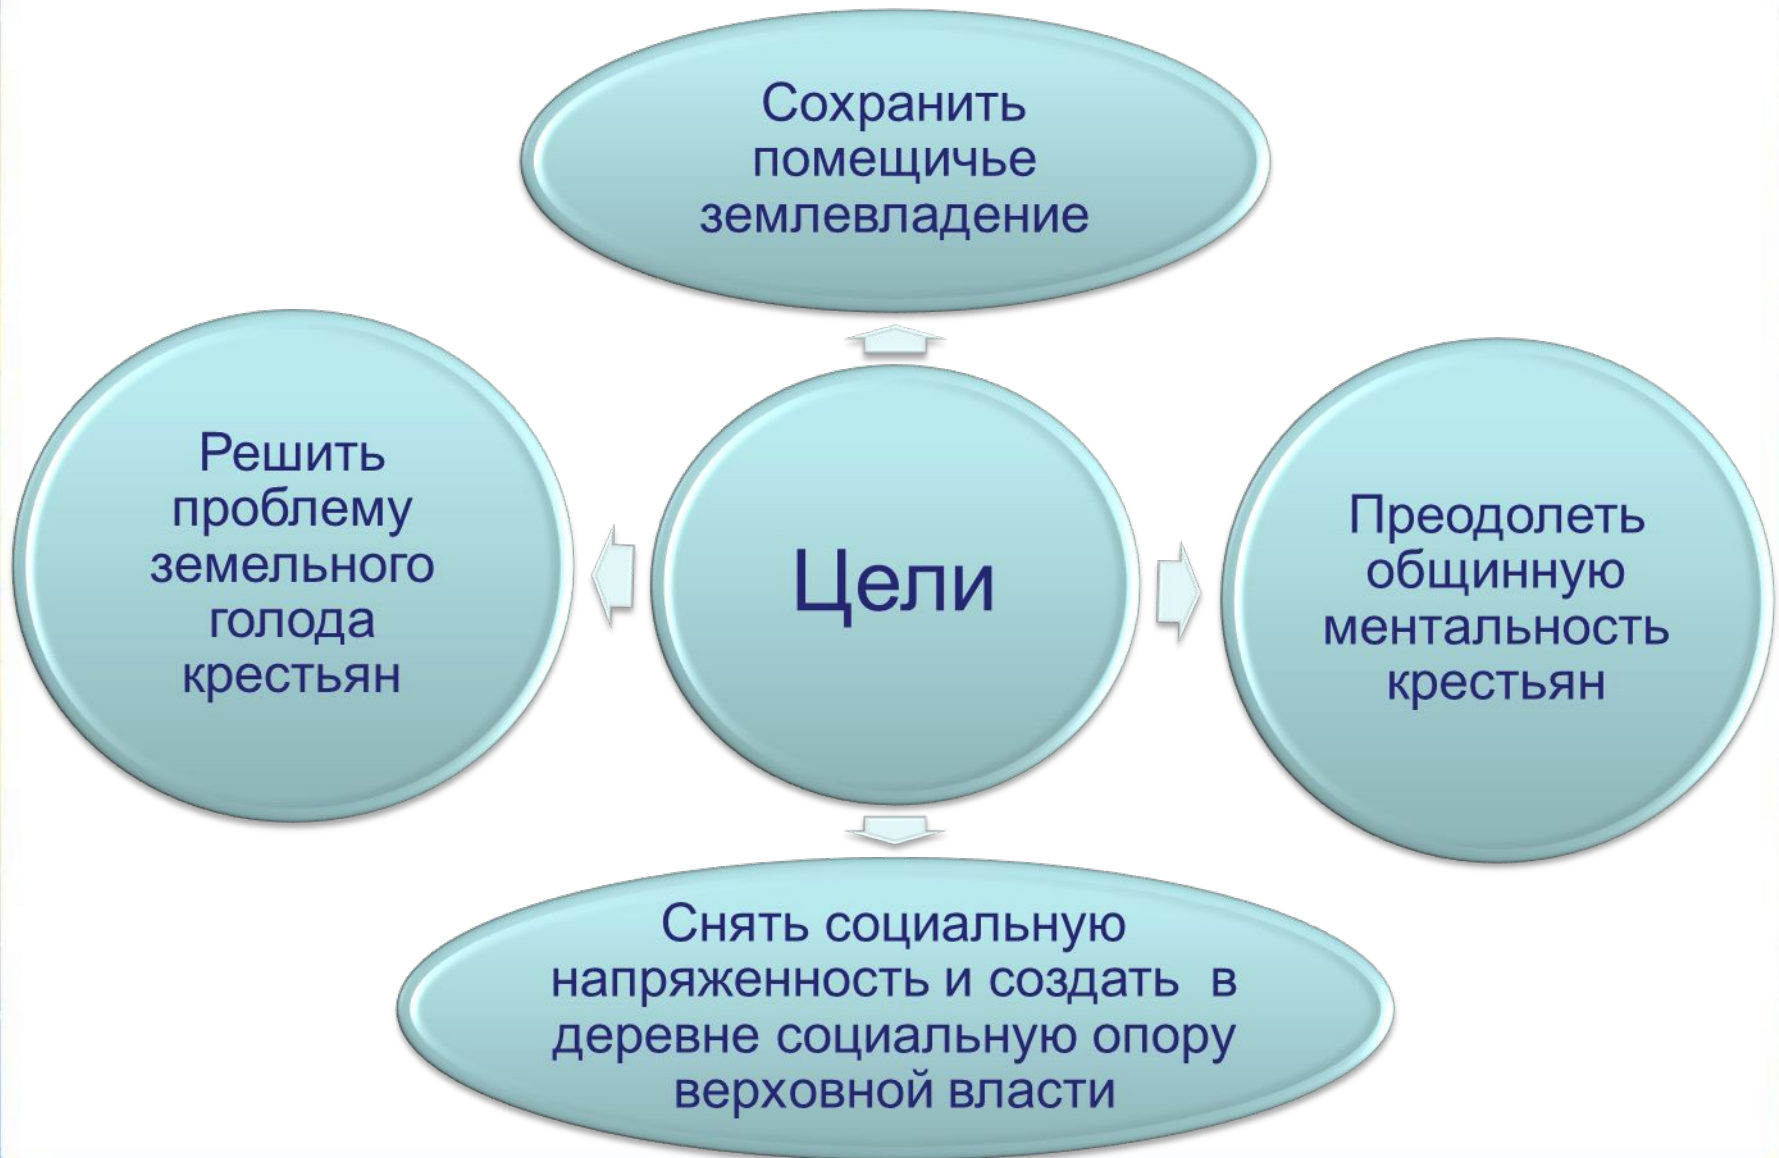 Сохранить
помещичье
землевладение
Решить
проблему
земельного
голода
крестьян
Цели
Преодолеть
общинную
ментальность
крестьян
Снять социальную
напряженность и создать  в
деревне социальную опору
верховной власти